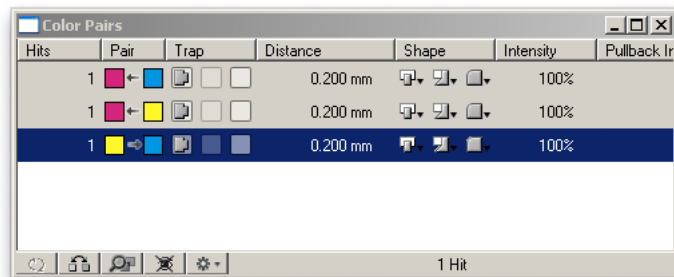 Color Pairs
Hits Pair Trap Distance Shape Intensity Pullback In
1 0.200 mm 100%
1 0.200 mm 100%
1 0.200 mm 100%
1 Hit